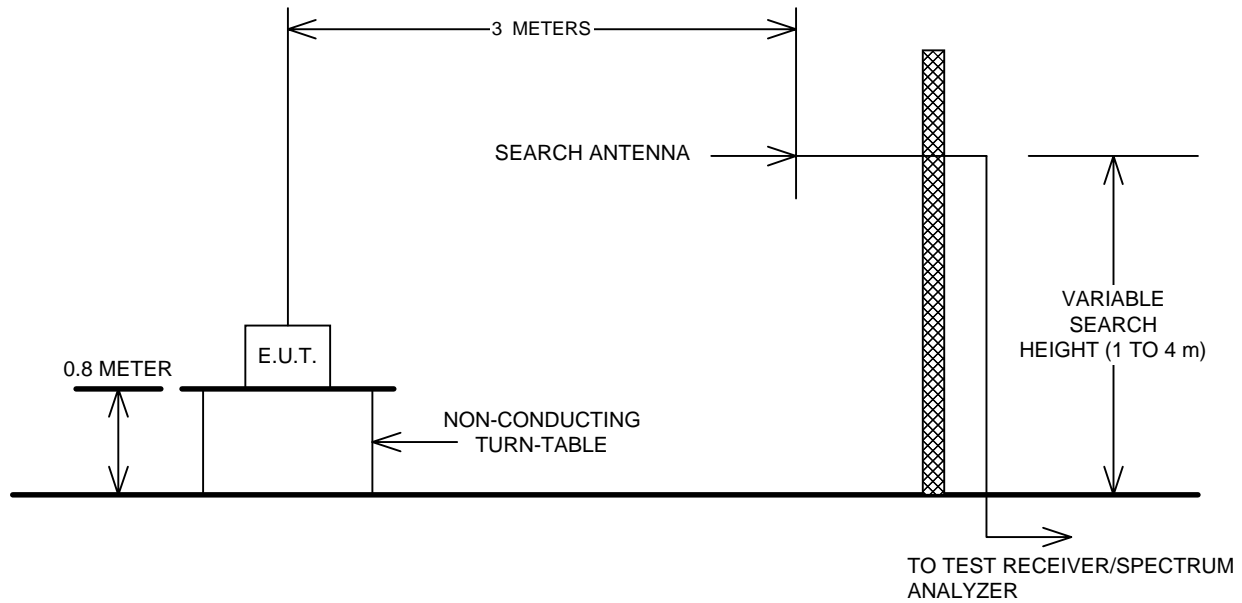 3 METERS
SEARCH ANTENNA
VARIABLE
SEARCH
HEIGHT (1 TO 4 m)
E.U.T.
0.8 METER
NON-CONDUCTING
TURN-TABLE
TO TEST RECEIVER/SPECTRUM
ANALYZER